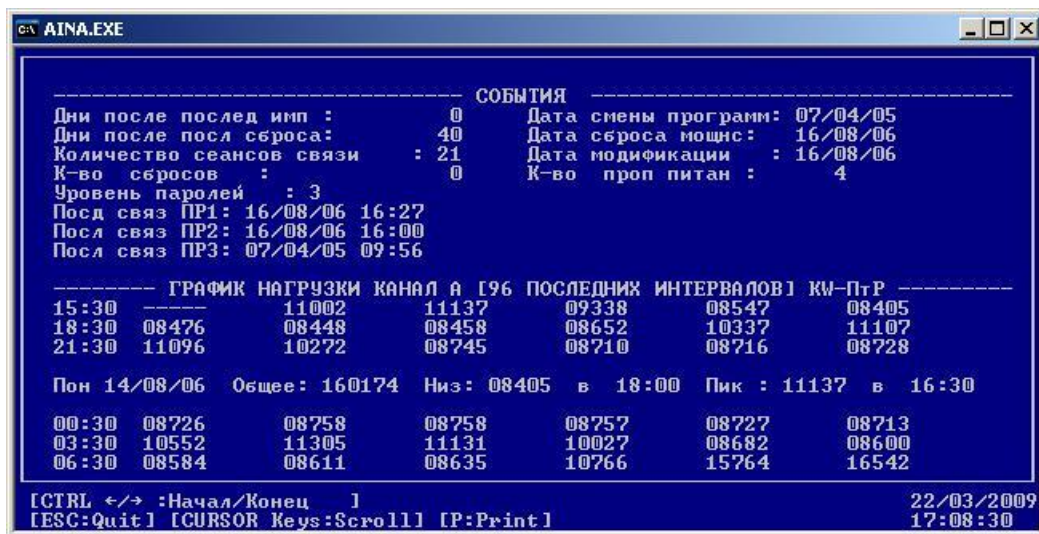 AINA.EXE
СОБЫТИЯ
Дни после послед имп : 0 Дата смены программ: 07/04/05
Дни после посл сброса: 40 Дата сброса мощнс: 16/08/06
Количество сеансов связи : 21 Дата модификации : 16/08/06
К-во сбросов : 0 К-во проп питан : 4
Уровень паролей : 3
Посд связ ПР1: 16/08/06 16:27
Посл связ ПР2: 16/08/06 16:00
Посл связ ПР3: 07/04/05 09:56
-------- ГРАФИК НАГРУЗКИ КАНАЛ А [96 ПОСЛЕДНИХ ИНТЕРВАЛОВ] KW-ПтР --------
15:30 ----- 11002 11137 09338 08547 08405
18:30 08476 08448 08458 08652 10337 11107
21:30 11096 10272 08745 08710 08716 08728
Пон 14/08/06 Общее: 160174 Низ: 08405 в 18:00 Пик : 11137 в 16:30
00:30 08726 08758 08758 08757 08727 08713
03:30 10552 11305 11131 10027 08682 08600
06:30 08584 08611 08635 10766 15764 16542
[CTRL ←/→ :Начал/Конец ] 22/03/2009
[ESC:Quit] [CURSOR Keys:Scroll] [P:Print] 17:08:30